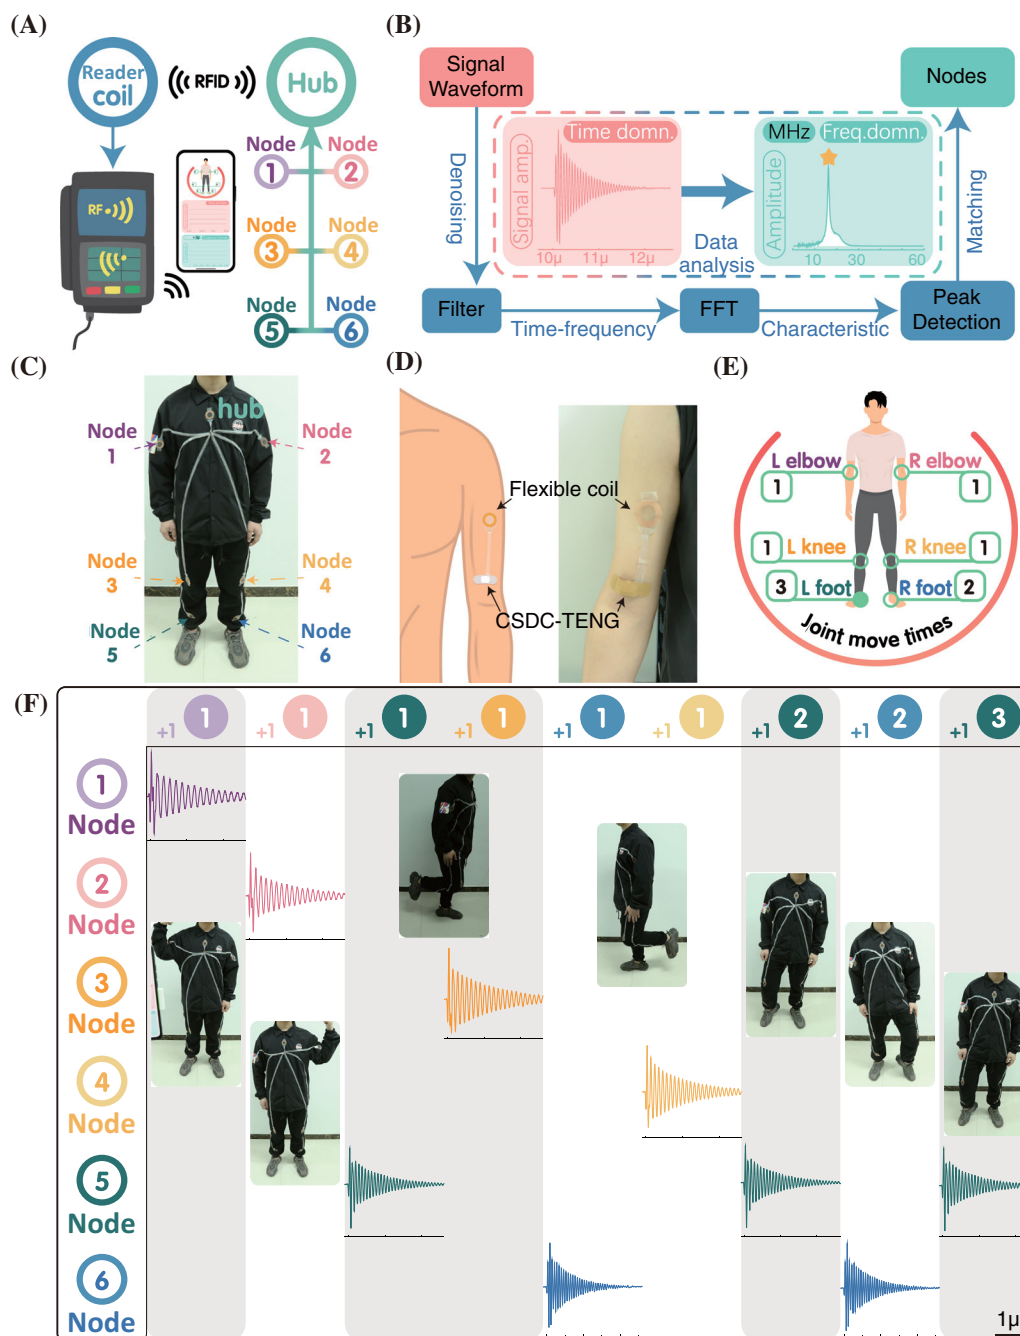 (A)
Reader
coil
RFID
Hub
Node
1
Node
2
Node
3
Node
4
Node
5
Node
6
RF
(B)
Signal
Waveform
Nodes
Denoising
Signal amp.
Time domn.
10μ 11μ 12μ
Data
analysis
MHz
Freq.domn.
Amplitude
10 30 60
Matching
Filter
Time-frequency
FFT
Characteristic
Peak
Detection
(C)
hub
Node
1
Node
2
Node
3
Node
4
Node
5
Node
6
(D)
Flexible coil
CSDC-TENG
(E)
L elbow
1
R elbow
1
1
L knee
R knee
1
3
L foot
R foot
2
Joint move times
(F)
+1 1
+1 1
+1 1
+1 1
+1 1
+1 1
+1 2
+1 2
+1 3
1
Node
2
Node
3
Node
4
Node
5
Node
6
Node
1μ